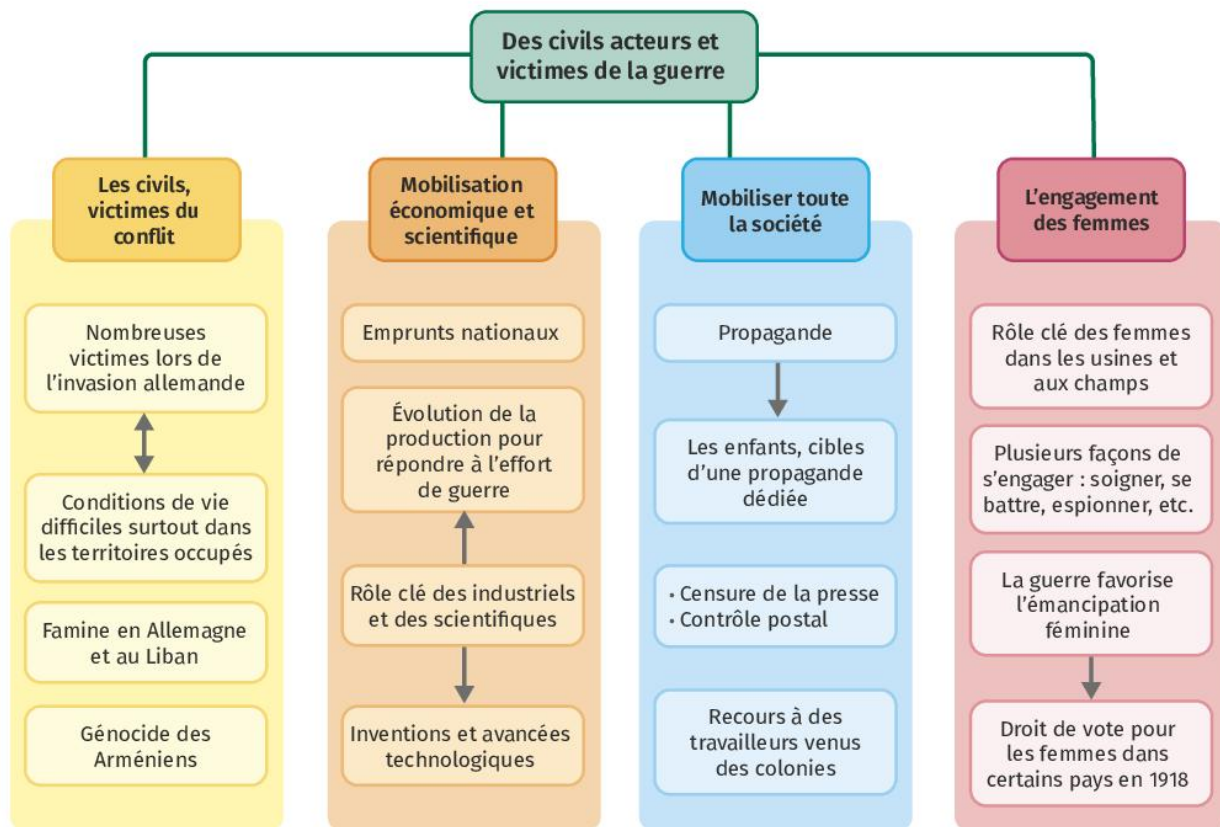 Des civils acteurs et
victimes de la guerre
Les civils,
victimes du
conflit
Nombreuses
victimes lors de
l’invasion allemande
Conditions de vie
difficiles surtout dans
les territoires occupés
Famine en Allemagne
et au Liban
Génocide des
Arméniens
Mobilisation
économique et
scientifique
Emprunts nationaux
Évolution de la
production pour
répondre à l’effort
de guerre
Rôle clé des industriels
et des scientifiques
Inventions et avancées
technologiques
Mobiliser toute
la société
Propagande
Les enfants, cibles
d’une propagande
dédiée
• Censure de la presse
• Contrôle postal
Recours à des
travailleurs venus
des colonies
L’engagement
des femmes
Rôle clé des femmes
dans les usines et
aux champs
Plusieurs façons de
s’engager : soigner, se
battre, espionner, etc.
La guerre favorise
l’émancipation
féminine
Droit de vote pour
les femmes dans
certains pays en 1918